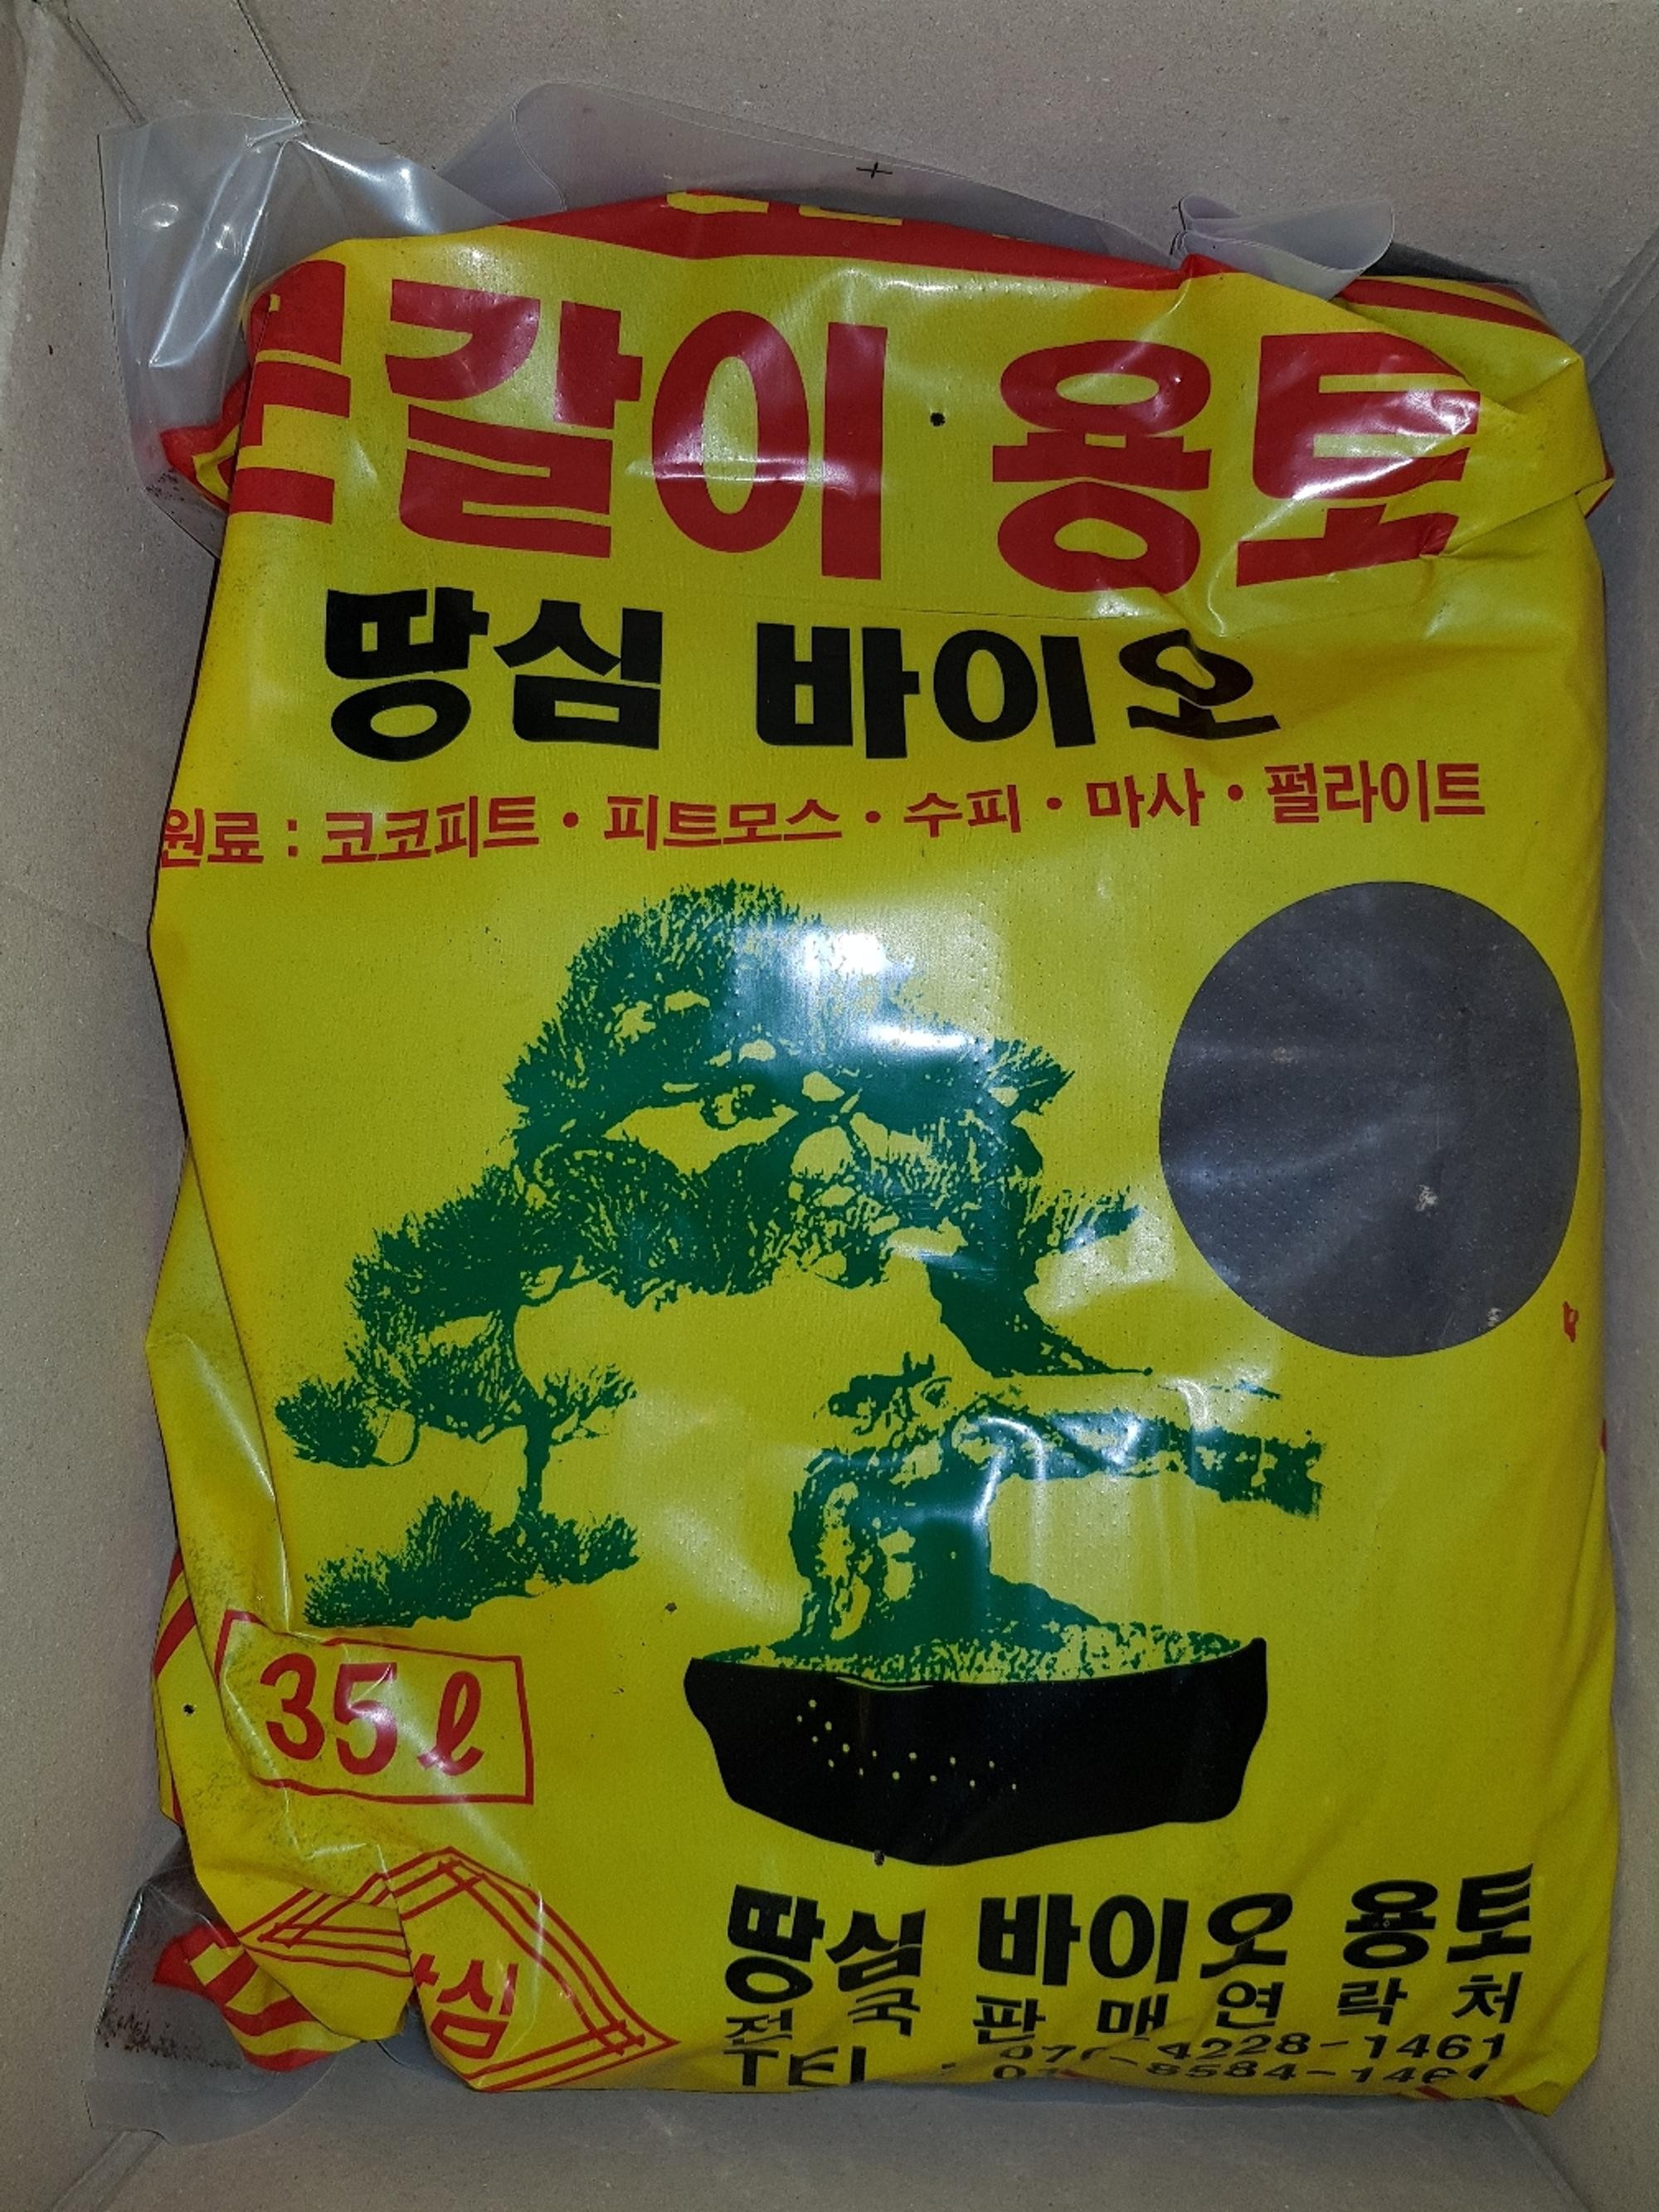 갈이 용토
땅심 바이오
원료 : 코코피트 · 피트모스 · 수피 · 마사 · 펄라이트
35ℓ
심
땅심 바이오 용토
전국판매연락처
4228-1461